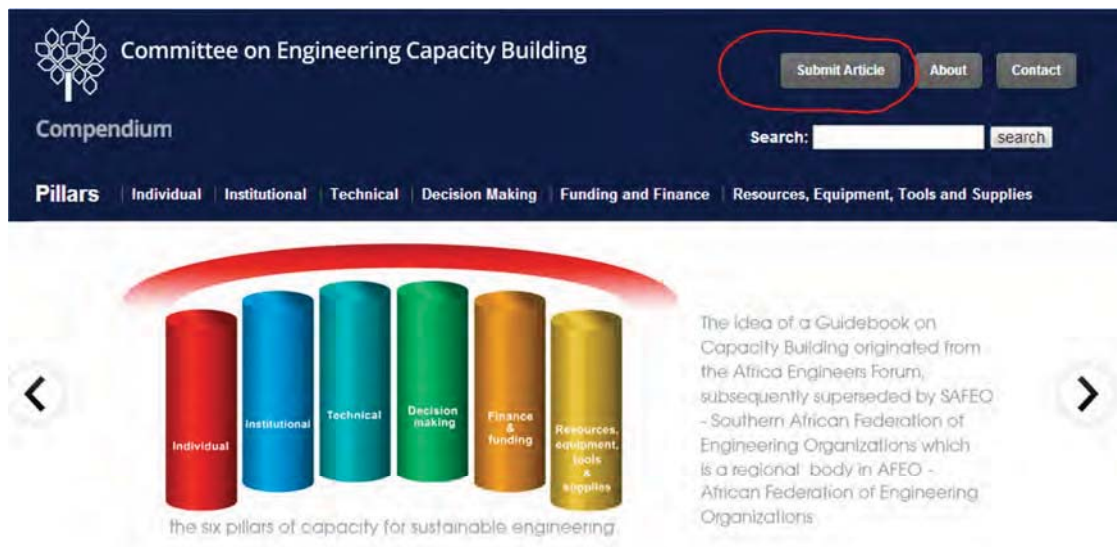 Committee on Engineering Capacity Building
Submit Article
About
Contact
Compendium
Search:
search
Pillars
Individual
Institutional
Technical
Decision Making
Funding and Finance
Resources, Equipment, Tools and Supplies
Individual
Institutional
Technical
Decision
making
Finance
&
funding
Resources,
equipment,
tools
&
supplies
the six pillars of capacity for sustainable engineering
The idea of a Guidebook on
Capacity Building originated from
the Africa Engineers Forum,
subsequently superseded by SAFEO
- Southern African Federation of
Engineering Organizations which
is a regional body in AFEO -
African Federation of Engineering
Organizations